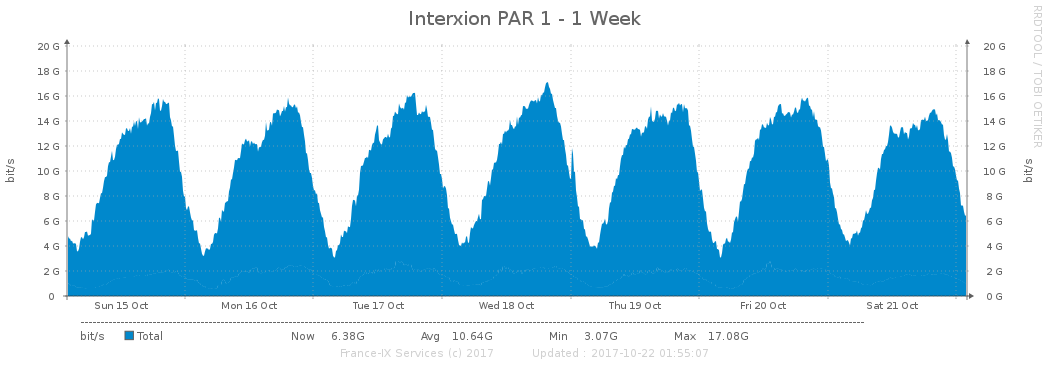 Interxion PAR 1 - 1 Week
RRDTOOL / TOBI OETIKER
bit/s
20 G
18 G
16 G
14 G
12 G
10 G
8 G
6 G
4 G
2 G
0
20 G
18 G
16 G
14 G
12 G
10 G
8 G
6 G
4 G
2 G
0 G
bit/s
Sun 15 Oct Mon 16 Oct Tue 17 Oct Wed 18 Oct Thu 19 Oct Fri 20 Oct Sat 21 Oct
bit/s Total Now 6.38G Avg 10.64G Min 3.07G Max 17.08G
France-IX Services (c) 2017 Updated : 2017-10-22 01:55:07